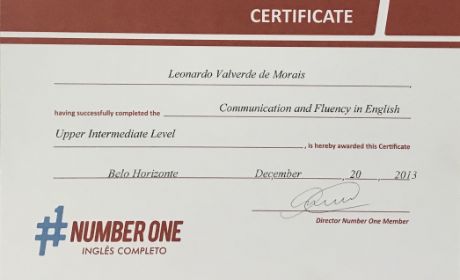 CERTIFICATE
Leonardo Valverde de Morais
having successfully completed the Communication and Fluency in English
Upper Intermediate Level , is hereby awarded this Certificate
Belo Horizonte December , 20 , 2013
Director Number One Member
#1 NUMBER ONE
INGLÊS COMPLETO